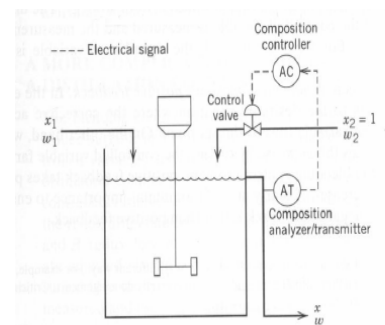 Composition
controller
Electrical signal
AC
Control
valve
x₁
w₁
x₂ = 1
w₂
AT
Composition
analyzer/transmitter
x
w